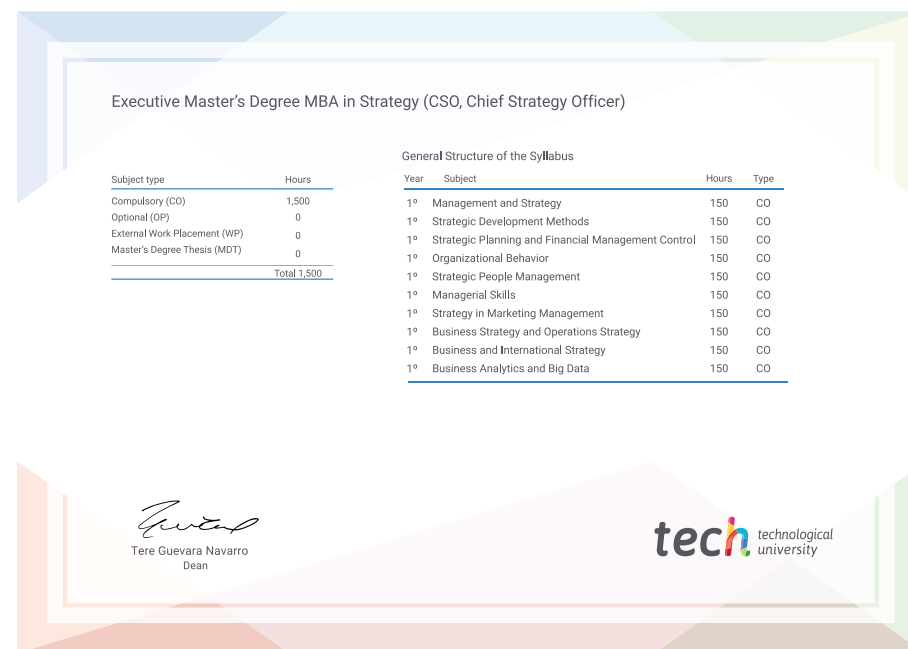 Executive Master's Degree MBA in Strategy (CSO, Chief Strategy Officer)
Subject type Hours
Compulsory (CO) 1,500
Optional (OP) 0
External Work Placement (WP) 0
Master's Degree Thesis (MDT) 0
Total 1,500
General Structure of the Syllabus
Year Subject Hours Type
1º Management and Strategy 150 CO
1º Strategic Development Methods 150 CO
1º Strategic Planning and Financial Management Control 150 CO
1º Organizational Behavior 150 CO
1º Strategic People Management 150 CO
1º Managerial Skills 150 CO
1º Strategy in Marketing Management 150 CO
1º Business Strategy and Operations Strategy 150 CO
1º Business and International Strategy 150 CO
1º Business Analytics and Big Data 150 CO
Tere Guevara Navarro
Dean
tech technological
university